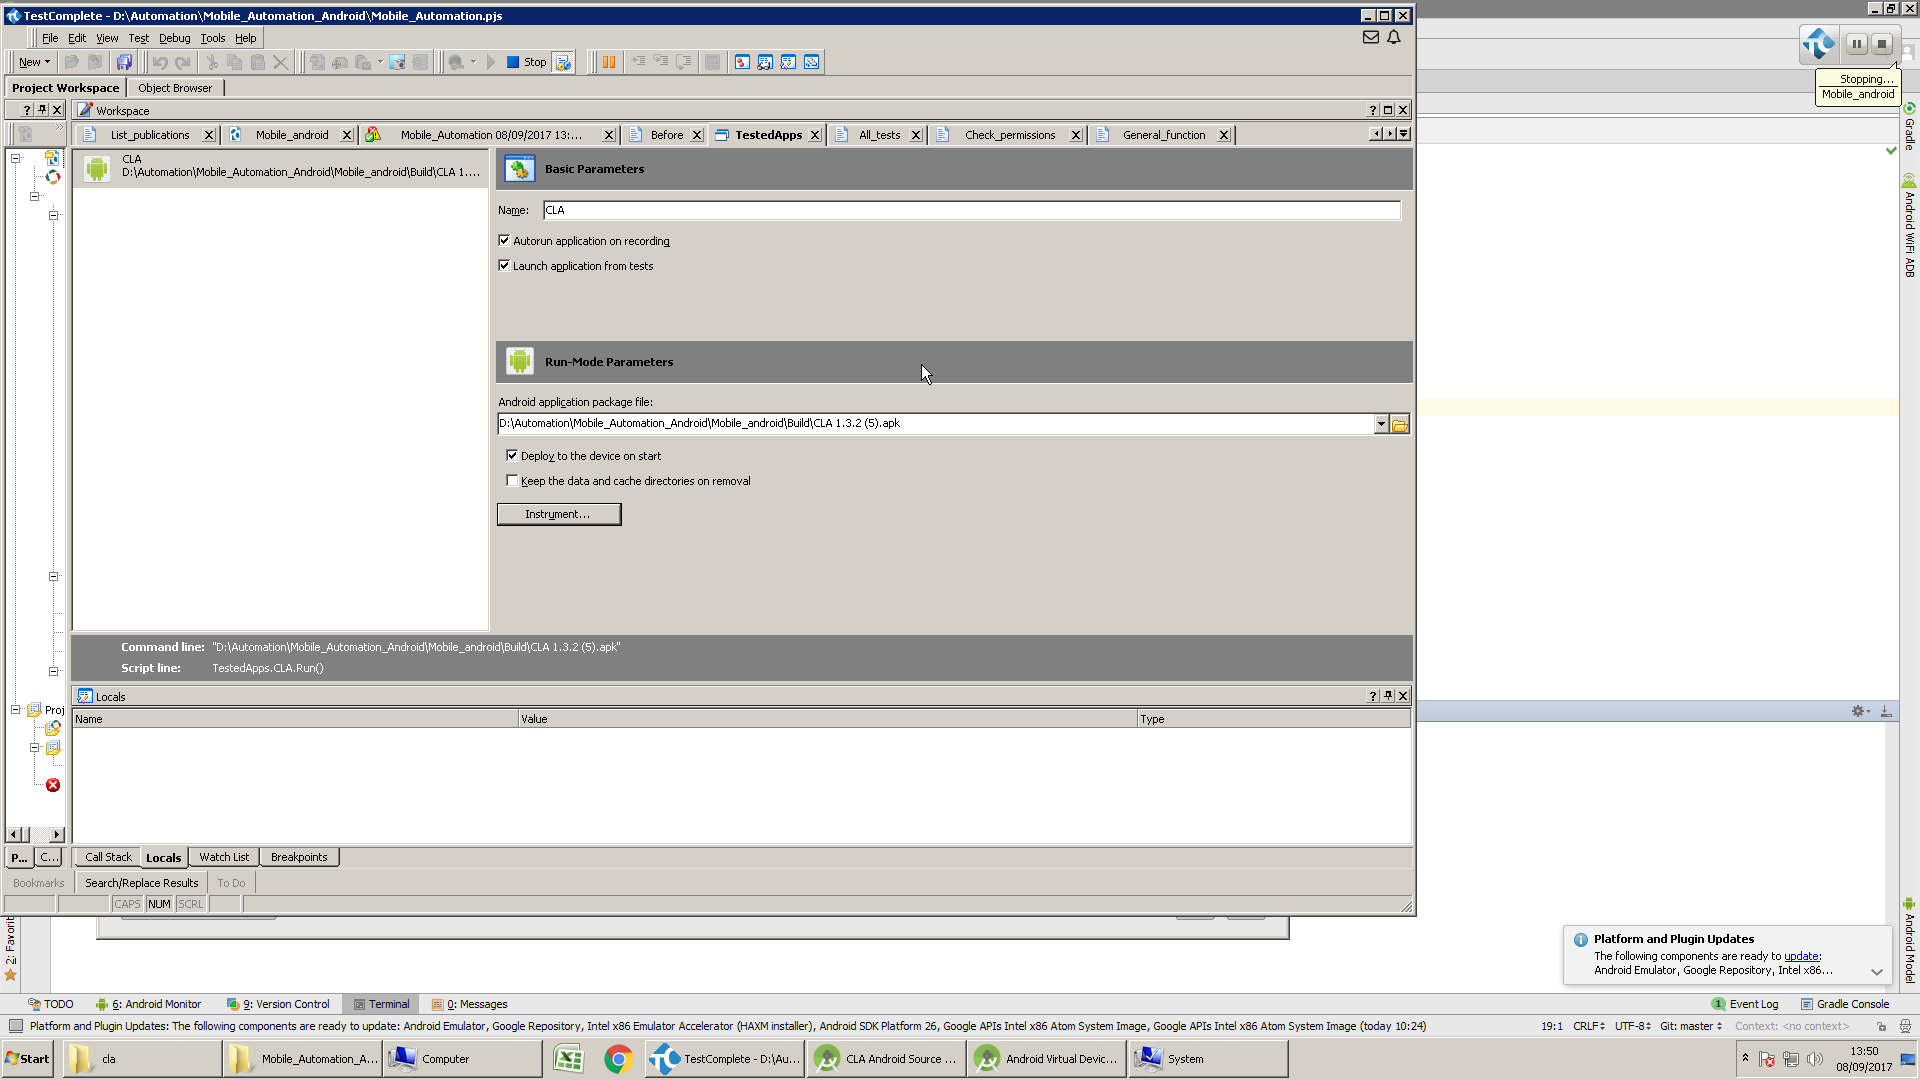 TestComplete - D:\Automation\Mobile_Automation_Android\Mobile_Automation.pjs
File Edit View Test Debug Tools Help
New Stop
Stopping...
Mobile_android
Project Workspace Object Browser
Workspace
List_publications Mobile_android Mobile_Automation 08/09/2017 13:... Before TestedApps All_tests Check_permissions General_function
CLA
D:\Automation\Mobile_Automation_Android\Mobile_android\Build\CLA 1....
Basic Parameters
Name: CLA
Autorun application on recording
Launch application from tests
Run-Mode Parameters
Android application package file:
D:\Automation\Mobile_Automation_Android\Mobile_android\Build\CLA 1.3.2 (5).apk
Deploy to the device on start
Keep the data and cache directories on removal
Instrument...
Command line: "D:\Automation\Mobile_Automation_Android\Mobile_android\Build\CLA 1.3.2 (5).apk"
Script line: TestedApps.CLA.Run()
Proj
Locals
Name Value Type
P... C...
Call Stack Locals Watch List Breakpoints
Bookmarks Search/Replace Results To Do
CAPS NUM SCRL
Gradle
Android WiFi ADB
Android Model
2: Favorit
Platform and Plugin Updates
The following components are ready to update:
Android Emulator, Google Repository, Intel x86...
TODO 6: Android Monitor 9: Version Control Terminal 0: Messages 1 Event Log Gradle Console
Platform and Plugin Updates: The following components are ready to update: Android Emulator, Google Repository, Intel x86 Emulator Accelerator (HAXM installer), Android SDK Platform 26, Google APIs Intel x86 Atom System Image, Google APIs Intel x86 Atom System Image (today 10:24) 19:1 CRLF UTF-8 Git: master Context: <no context>
Start cla Mobile_Automation_A... Computer TestComplete - D:\Au... CLA Android Source ... Android Virtual Devic... System 13:50
08/09/2017